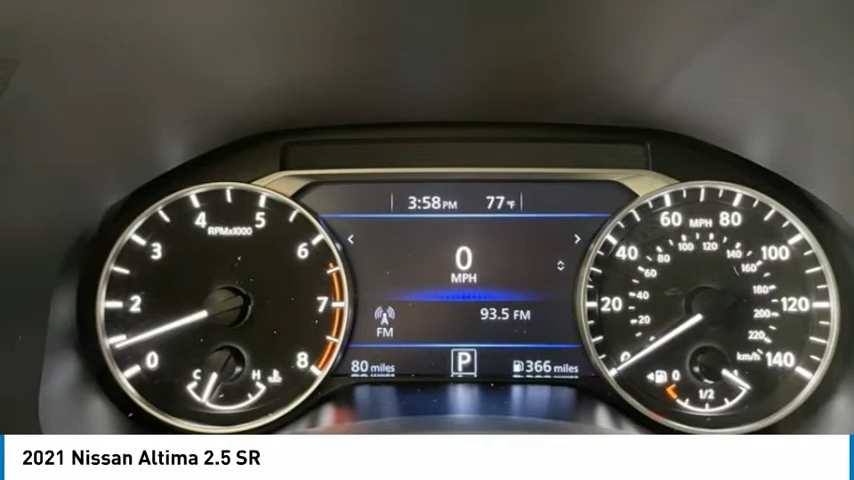 3:58PM 77°F
0
MPH
93.5 FM
FM
80 miles P 366 miles
0 2 3 4 5 6 7 8
RPMx1000
C H
0 20 40 60 80 100 120 140
MPH
20 40 60 80 100 120 140 160 180 200 220
km/h
0 1/2
2021 Nissan Altima 2.5 SR